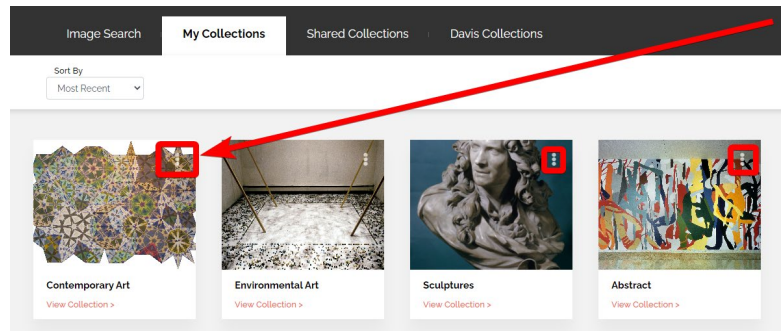 Image Search
My Collections
Shared Collections
Davis Collections
Sort By
Most Recent
Contemporary Art
Environmental Art
Sculptures
Abstract
View Collection >
View Collection >
View Collection >
View Collection >